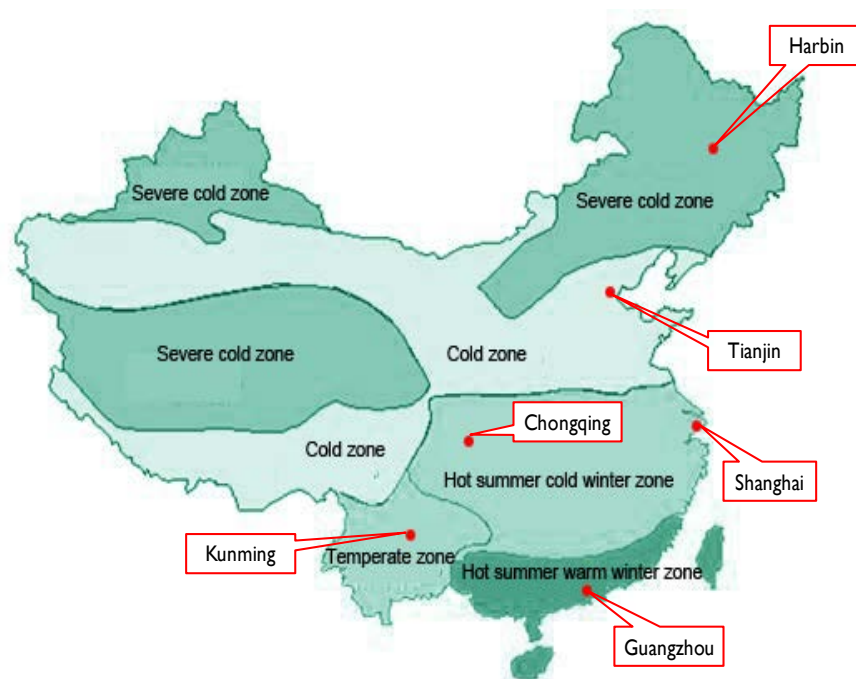 Harbin
Severe cold zone
Severe cold zone
Tianjin
Severe cold zone
Cold zone
Chongqing
Cold zone
Hot summer cold winter zone
Shanghai
Kunming
Temperate zone
Hot summer warm winter zone
Guangzhou